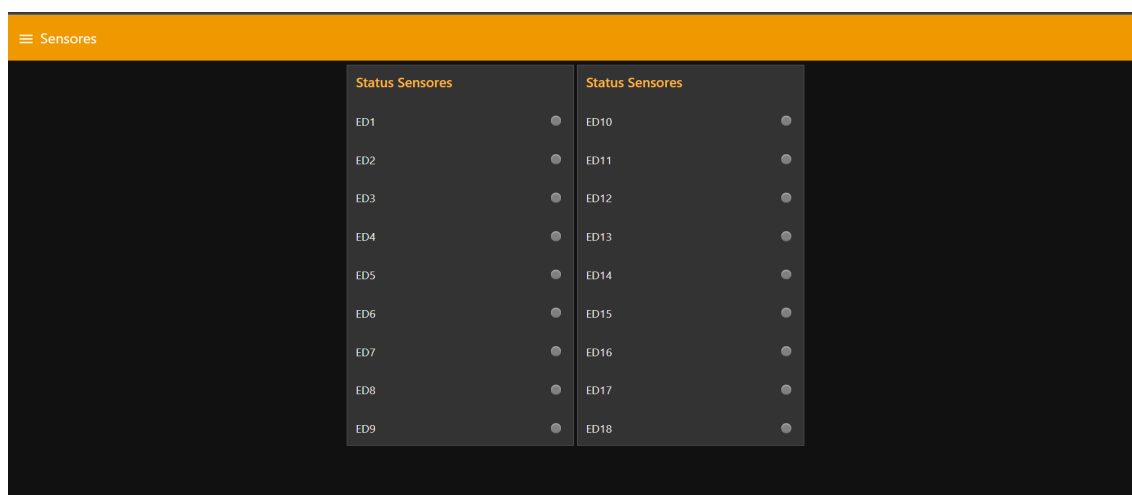 Sensores
Status Sensores
ED1
ED2
ED3
ED4
ED5
ED6
ED7
ED8
ED9
Status Sensores
ED10
ED11
ED12
ED13
ED14
ED15
ED16
ED17
ED18